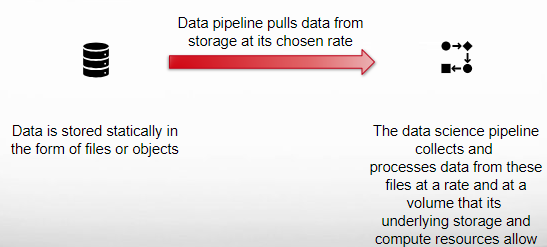 Data pipeline pulls data from
storage at its chosen rate
Data is stored statically in
the form of files or objects
The data science pipeline
collects and
processes data from these
files at a rate and at a
volume that its
underlying storage and
compute resources allow